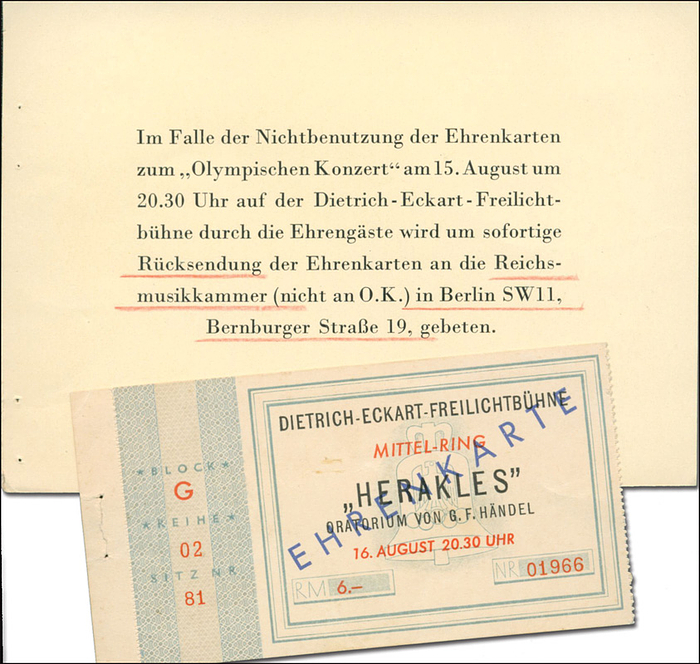 Im Falle der Nichtbenutzung der Ehrenkarten
zum „Olympischen Konzert“ am 15. August um
20.30 Uhr auf der Dietrich-Eckart-Freilicht-
bühne durch die Ehrengäste wird um sofortige
Rücksendung der Ehrenkarten an die Reichs-
musikkammer (nicht an O.K.) in Berlin SW11,
Bernburger Straße 19, gebeten.
BLOCK
G
REIHE
02
SITZ NR
81
DIETRICH-ECKART-FREILICHTBÜHNE
MITTEL-RING
„HERAKLES”
ORATORIUM VON G. F. HÄNDEL
16. AUGUST 20.30 UHR
RM 6.–
NR 01966
EHRENKARTE